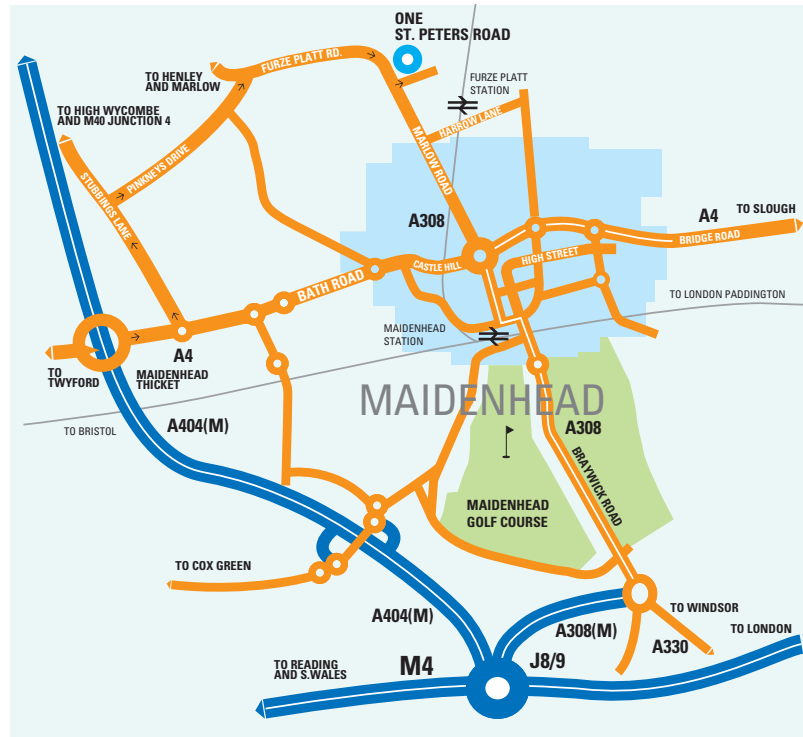 ONE
ST. PETERS ROAD
FURZE PLATT RD.
TO HENLEY
AND MARLOW
FURZE PLATT
STATION
TO HIGH WYCOMBE
AND M40 JUNCTION 4
HARROW LANE
MARLOW ROAD
PINKNEYS DRIVE
STUBBINGS LANE
A308
A4
TO SLOUGH
BRIDGE ROAD
HIGH STREET
CASTLE HILL
BATH ROAD
TO LONDON PADDINGTON
MAIDENHEAD
STATION
A4
MAIDENHEAD
THICKET
TO
TWYFORD
MAIDENHEAD
TO BRISTOL
A404(M)
A308
BRAYWICK ROAD
MAIDENHEAD
GOLF COURSE
TO COX GREEN
A404(M)
A308(M)
TO WINDSOR
TO LONDON
A330
TO READING
AND S.WALES
M4
J8/9